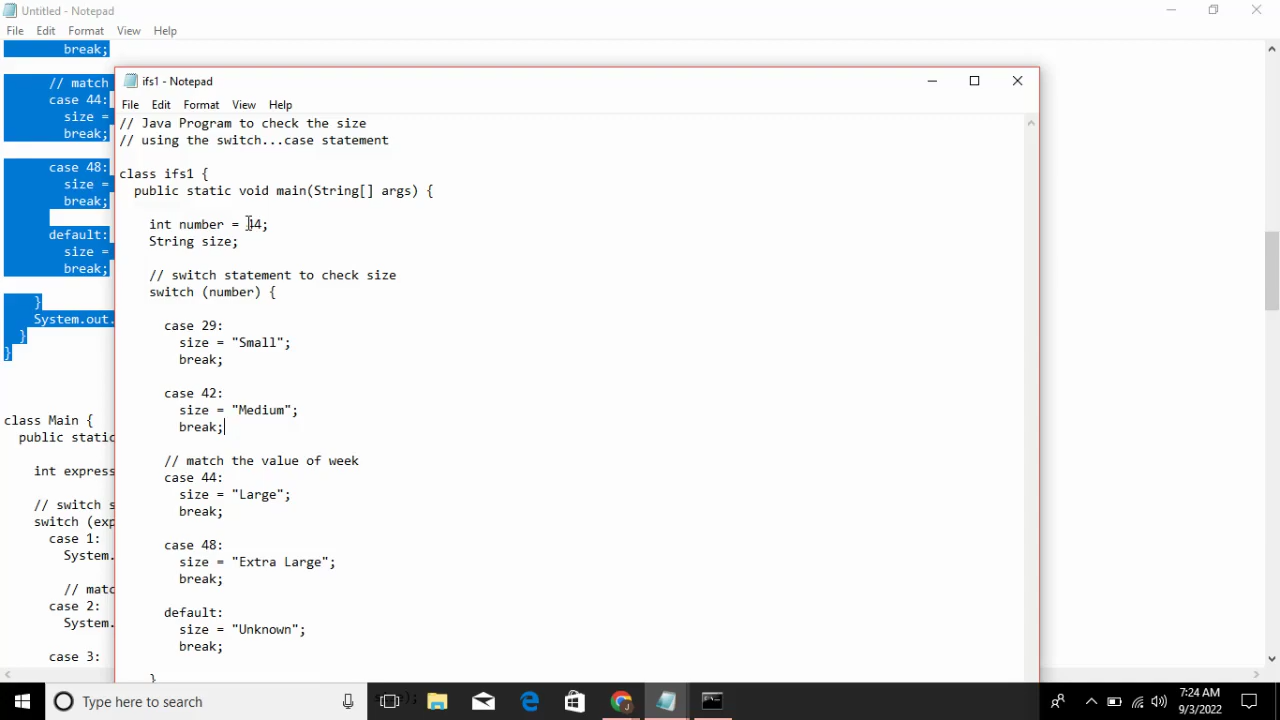 Untitled - Notepad
File Edit Format View Help
break;
// match
case 44:
size =
break;
case 48:
size =
break;
default:
size =
break;
}
System.out.
}
}
class Main {
public static
int express
// switch s
switch (exp
case 1:
System.
// matc
case 2:
System.
case 3:
ifs1 - Notepad
File Edit Format View Help
// Java Program to check the size
// using the switch...case statement
class ifs1 {
public static void main(String[] args) {
int number = 44;
String size;
// switch statement to check size
switch (number) {
case 29:
size = "Small";
break;
case 42:
size = "Medium";
break;
// match the value of week
case 44:
size = "Large";
break;
case 48:
size = "Extra Large";
break;
default:
size = "Unknown";
break;
}
Type here to search
7:24 AM
9/3/2022